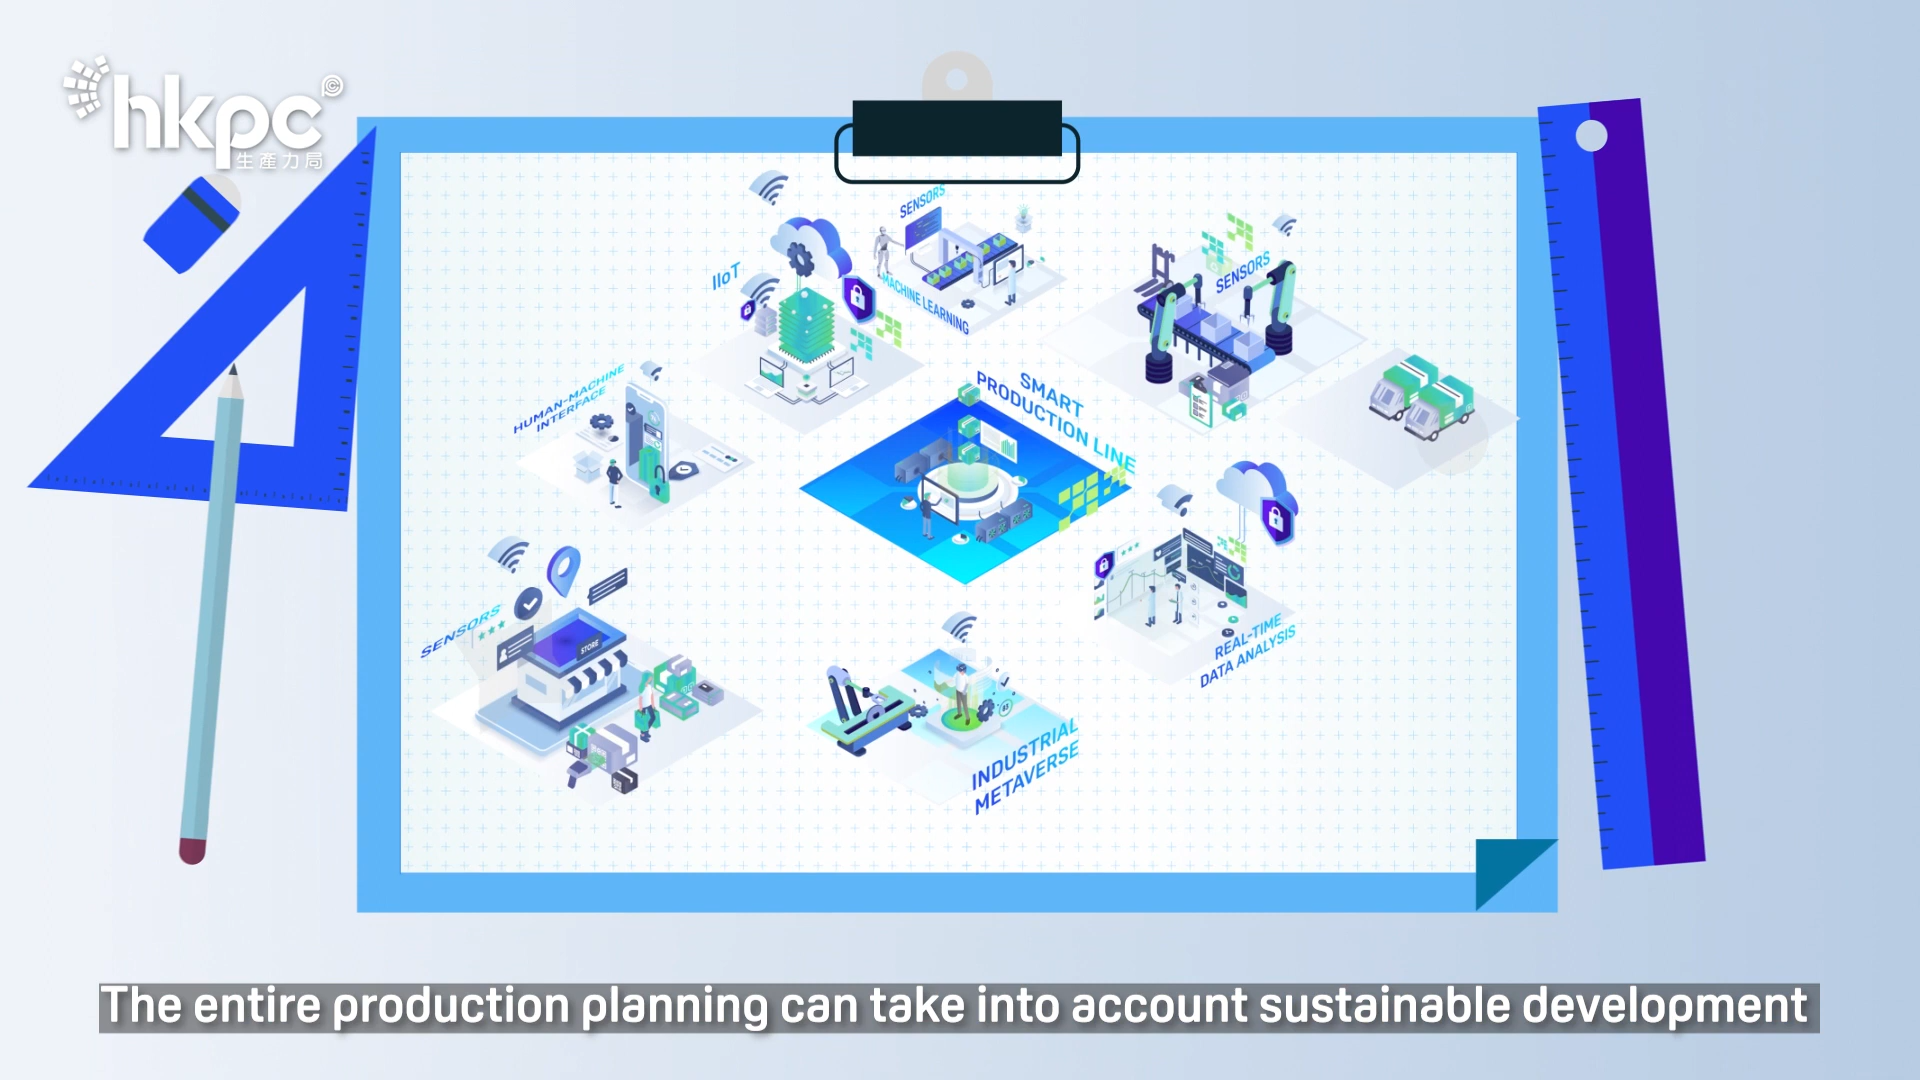 hkpc
生產力局
SENSORS
IIoT
MACHINE LEARNING
SENSORS
HUMAN-MACHINE
INTERFACE
SMART
PRODUCTION LINE
SENSORS
STORE
REAL-TIME
DATA ANALYSIS
INDUSTRIAL
METAVERSE
The entire production planning can take into account sustainable development